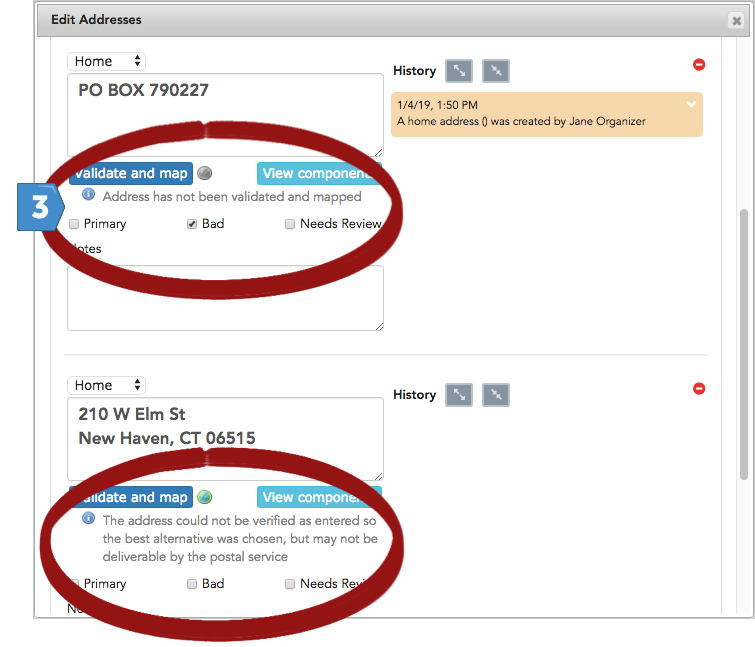 Edit Addresses
Home
History
PO BOX 790227
1/4/19, 1:50 PM
A home address () was created by Jane Organizer
Validate and map
View component
3
Address has not been validated and mapped
Primary
Bad
Needs Review
Notes
Home
History
210 W Elm St
New Haven, CT 06515
Validate and map
View component
The address could not be verified as entered so
the best alternative was chosen, but may not be
deliverable by the postal service
Primary
Bad
Needs Revi
No